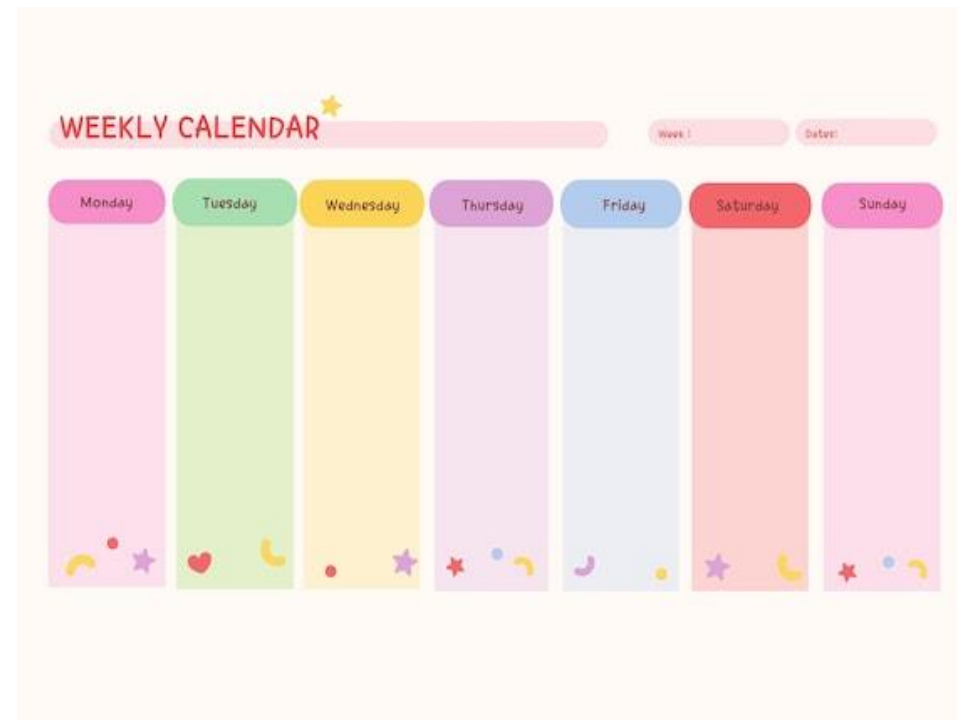 WEEKLY CALENDAR
Week :
Dates:
Monday
Tuesday
Wednesday
Thursday
Friday
Saturday
Sunday